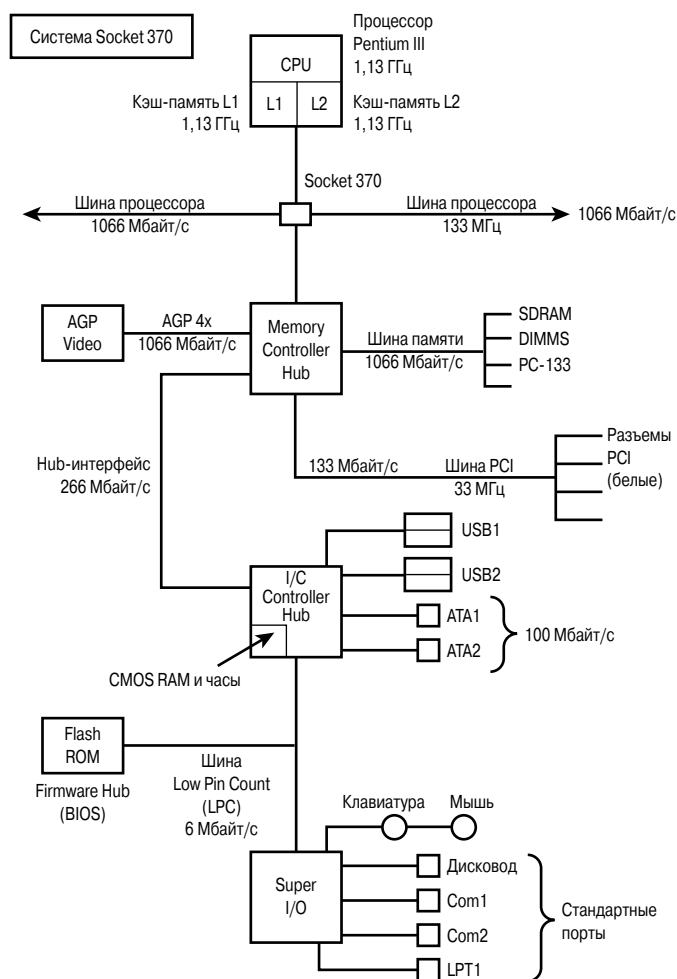 Система Socket 370
Процессор
Pentium III
1,13 ГГц
CPU
L1
L2
Кэш-память L1
1,13 ГГц
Кэш-память L2
1,13 ГГц
Socket 370
Шина процессора
1066 Мбайт/с
Шина процессора
133 МГц
1066 Мбайт/с
AGP
Video
AGP 4x
1066 Мбайт/с
Memory
Controller
Hub
Шина памяти
1066 Мбайт/с
SDRAM
DIMMS
PC-133
Hub-интерфейс
266 Мбайт/с
133 Мбайт/с
Шина PCI
33 МГц
Разъемы
PCI
(белые)
USB1
USB2
I/C
Controller
Hub
ATA1
ATA2
100 Мбайт/с
CMOS RAM и часы
Flash
ROM
Firmware Hub
(BIOS)
Шина
Low Pin Count
(LPC)
6 Мбайт/с
Клавиатура
Мышь
Super
I/O
Дисковод
Com1
Com2
LPT1
Стандартные
порты